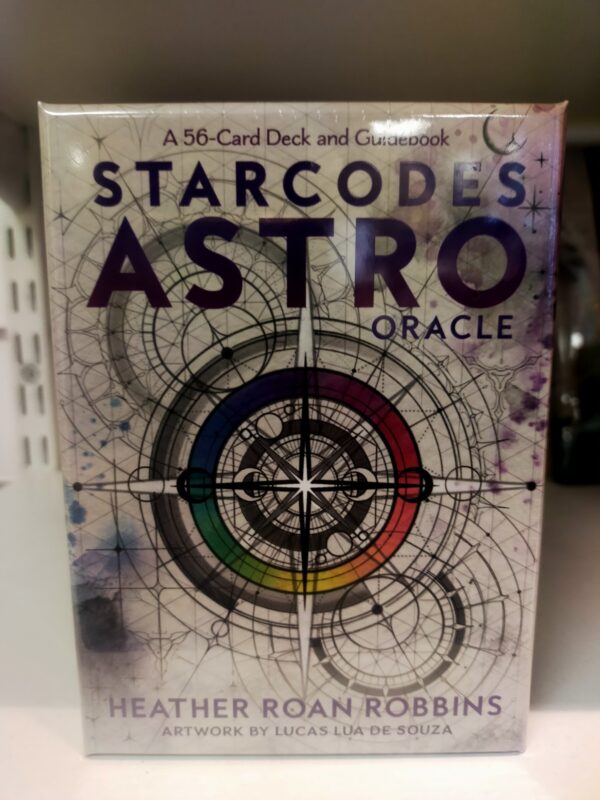 A 56-Card Deck and Guidebook
STARCODES
ASTRO
ORACLE
HEATHER ROAN ROBBINS
ARTWORK BY LUCAS LUA DE SOUZA